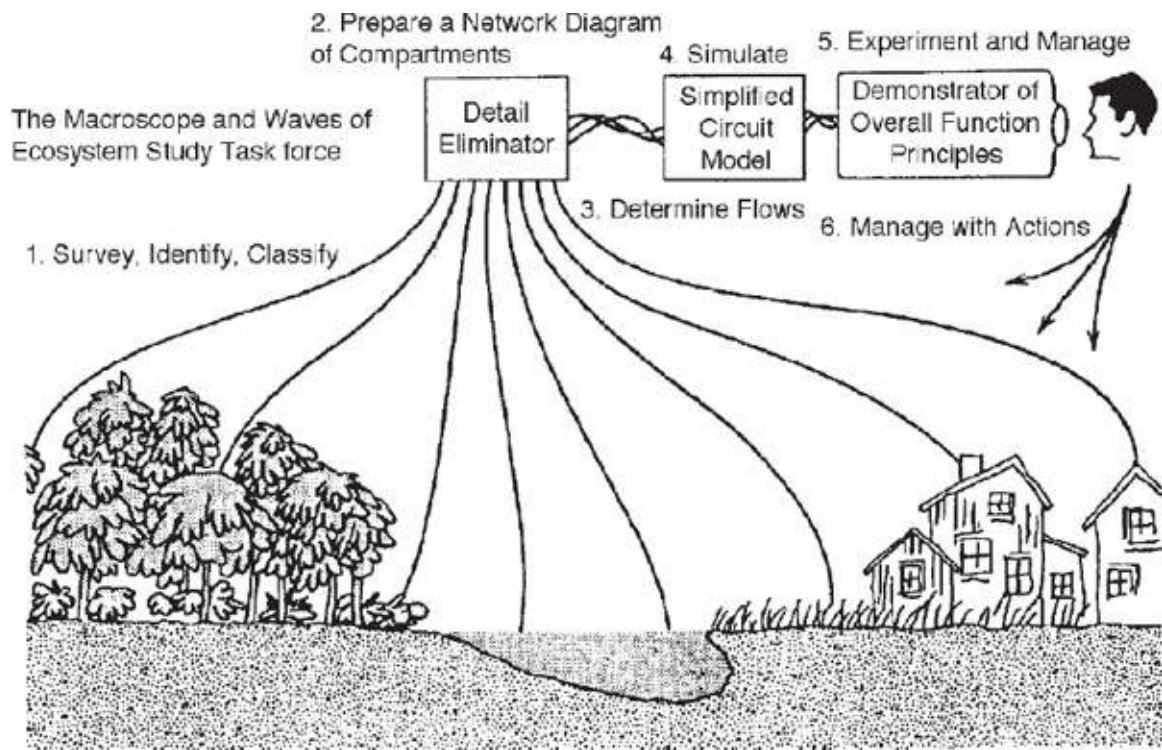 2. Prepare a Network Diagram
of Compartments
4. Simulate
5. Experiment and Manage
The Macroscope and Waves of
Ecosystem Study Task force
Detail
Eliminator
Simplified
Circuit
Model
Demonstrator of
Overall Function
Principles
3. Determine Flows
6. Manage with Actions
1. Survey, Identify, Classify